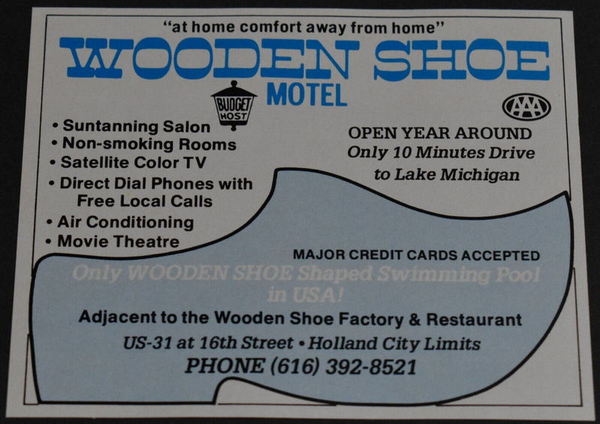 "at home comfort away from home"
WOODEN SHOE
MOTEL
BUDGET
HOST
AAA
• Suntanning Salon
• Non-smoking Rooms
• Satellite Color TV
• Direct Dial Phones with
Free Local Calls
• Air Conditioning
• Movie Theatre
OPEN YEAR AROUND
Only 10 Minutes Drive
to Lake Michigan
MAJOR CREDIT CARDS ACCEPTED
Only WOODEN SHOE Shaped Swimming Pool
in USA!
Adjacent to the Wooden Shoe Factory & Restaurant
US-31 at 16th Street • Holland City Limits
PHONE (616) 392-8521